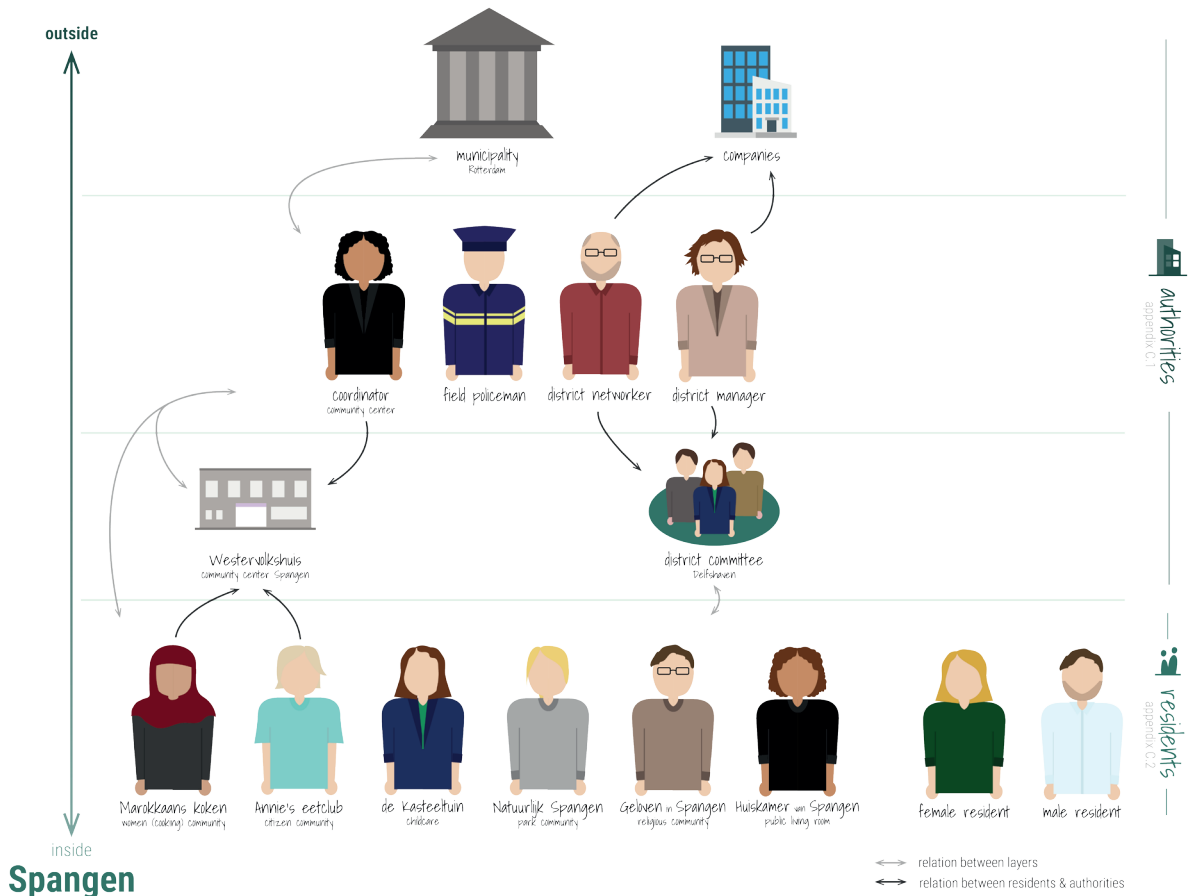 outside
municipality
Rotterdam
companies
authorities
appendix C.1
coordinator
community center
field policeman
district networker
district manager
Westervolkshuis
community center Spangen
district committee
Delfshaven
residents
appendix C.2
Marokkaans koken
women (cooking) community
Annie's eetclub
citizen community
de Kasteeltuin
childcare
Natuurlijk Spangen
park community
Geloven in Spangen
religious community
Huiskamer van Spangen
public living room
female resident
male resident
inside
Spangen
relation between layers
relation between residents & authorities